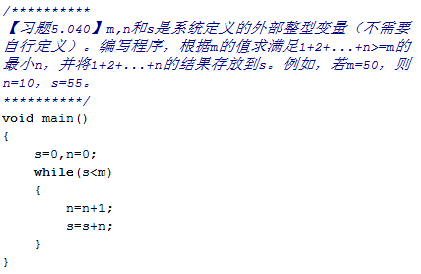 /**********
【习题5.040】m,n和s是系统定义的外部整型变量（不需要
自行定义）。编写程序，根据m的值求满足1+2+...+n>=m的
最小n，并将1+2+...+n的结果存放到s。例如，若m=50，则
n=10，s=55。
**********/
void main()
{
    s=0,n=0;
    while(s<m)
    {
        n=n+1;
        s=s+n;
    }
}